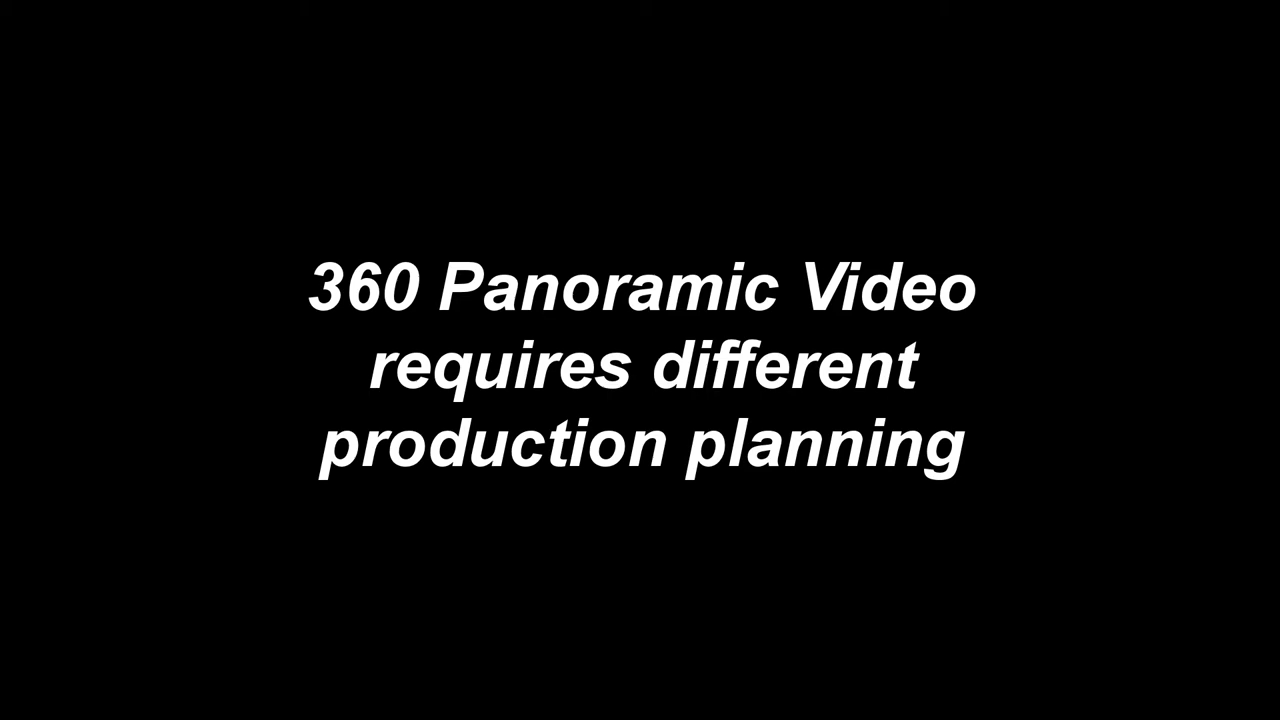 360 Panoramic Video
requires different
production planning